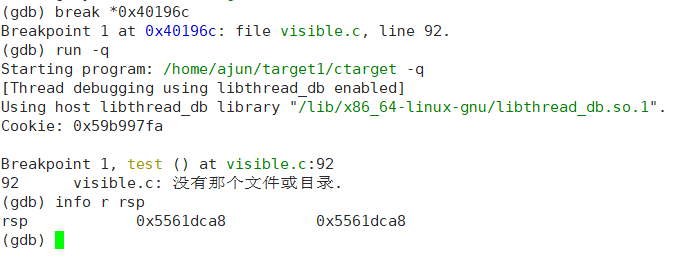 (gdb) break *0x40196c
Breakpoint 1 at 0x40196c: file visible.c, line 92.
(gdb) run -q
Starting program: /home/ajun/target1/ctarget -q
[Thread debugging using libthread_db enabled]
Using host libthread_db library "/lib/x86_64-linux-gnu/libthread_db.so.1".
Cookie: 0x59b997fa

Breakpoint 1, test () at visible.c:92
92      visible.c: 没有那个文件或目录.
(gdb) info r rsp
rsp            0x5561dca8          0x5561dca8
(gdb)